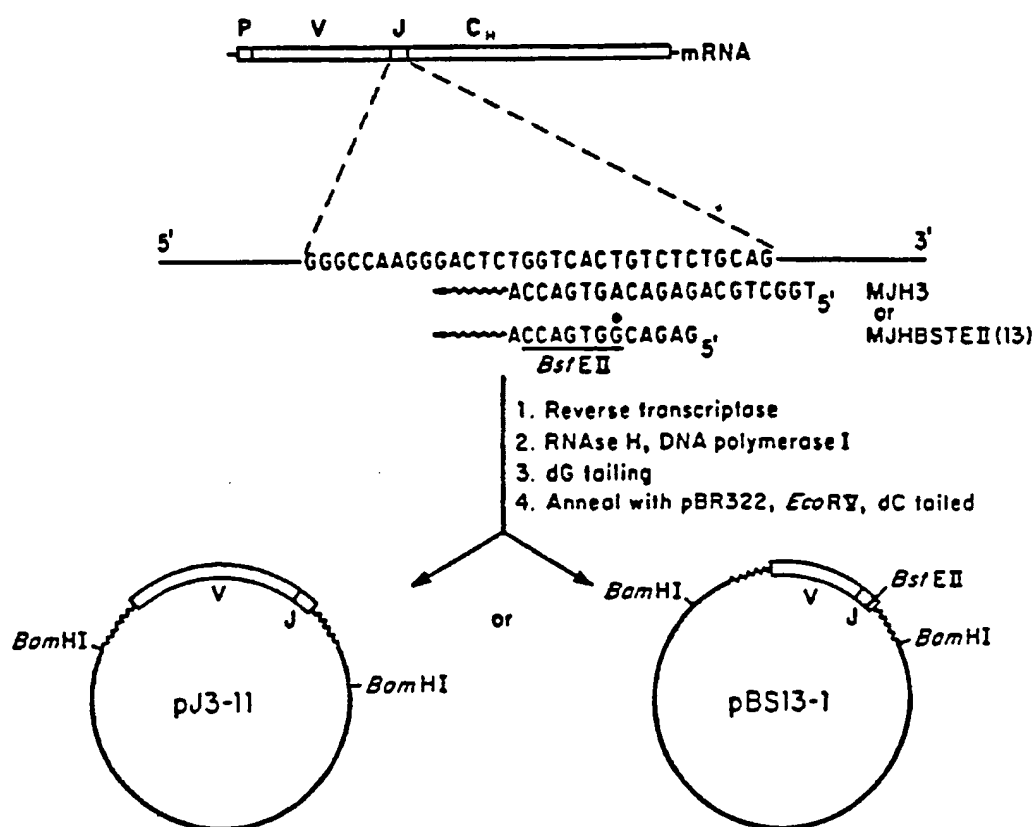 P V J C_H
mRNA
5' 3'
GGGCCAAGGGACTCTGGTCACTGTCTCTGCAG
ACCAGTGACAGAGACGTCGGT5' MJH3
or
ACCAGTGGCAGAG5' MJHBSTEII(13)
BstEII
1. Reverse transcriptase
2. RNAse H, DNA polymerase I
3. dG tailing
4. Anneal with pBR322, EcoRV, dC tailed
BamHI V J BamHI
pJ3-11
or
BamHI V J BstEII BamHI
pBS13-1